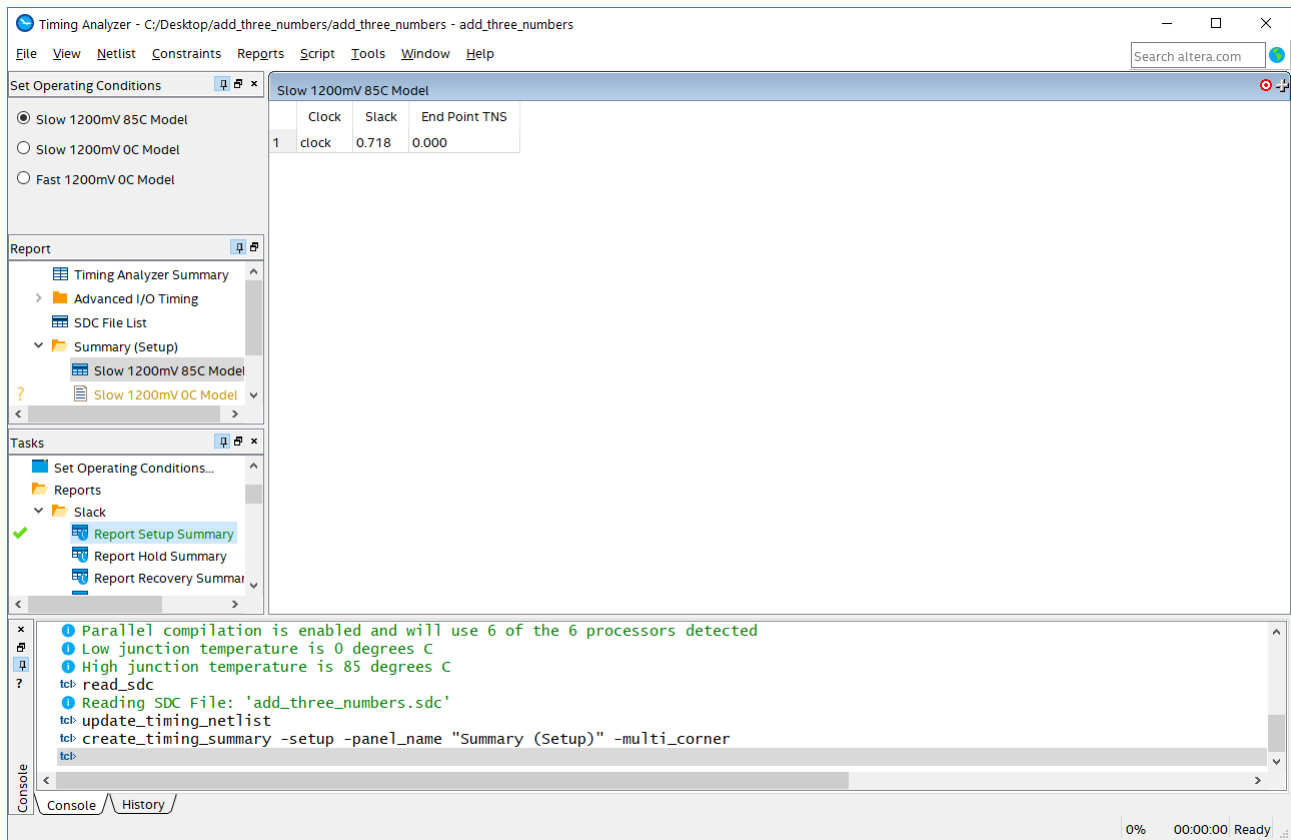 Timing Analyzer - C:/Desktop/add_three_numbers/add_three_numbers - add_three_numbers
File View Netlist Constraints Reports Script Tools Window Help
Search altera.com
Set Operating Conditions
Slow 1200mV 85C Model
Slow 1200mV 0C Model
Fast 1200mV 0C Model
Report
Timing Analyzer Summary
Advanced I/O Timing
SDC File List
Summary (Setup)
Slow 1200mV 85C Model
? Slow 1200mV 0C Model
Tasks
Set Operating Conditions...
Reports
Slack
Report Setup Summary
Report Hold Summary
Report Recovery Summar
Slow 1200mV 85C Model
Clock Slack End Point TNS
1 clock 0.718 0.000
Parallel compilation is enabled and will use 6 of the 6 processors detected
Low junction temperature is 0 degrees C
High junction temperature is 85 degrees C
tcl> read_sdc
Reading SDC File: 'add_three_numbers.sdc'
tcl> update_timing_netlist
tcl> create_timing_summary -setup -panel_name "Summary (Setup)" -multi_corner
tcl>
?
Console
Console History
0% 00:00:00 Ready